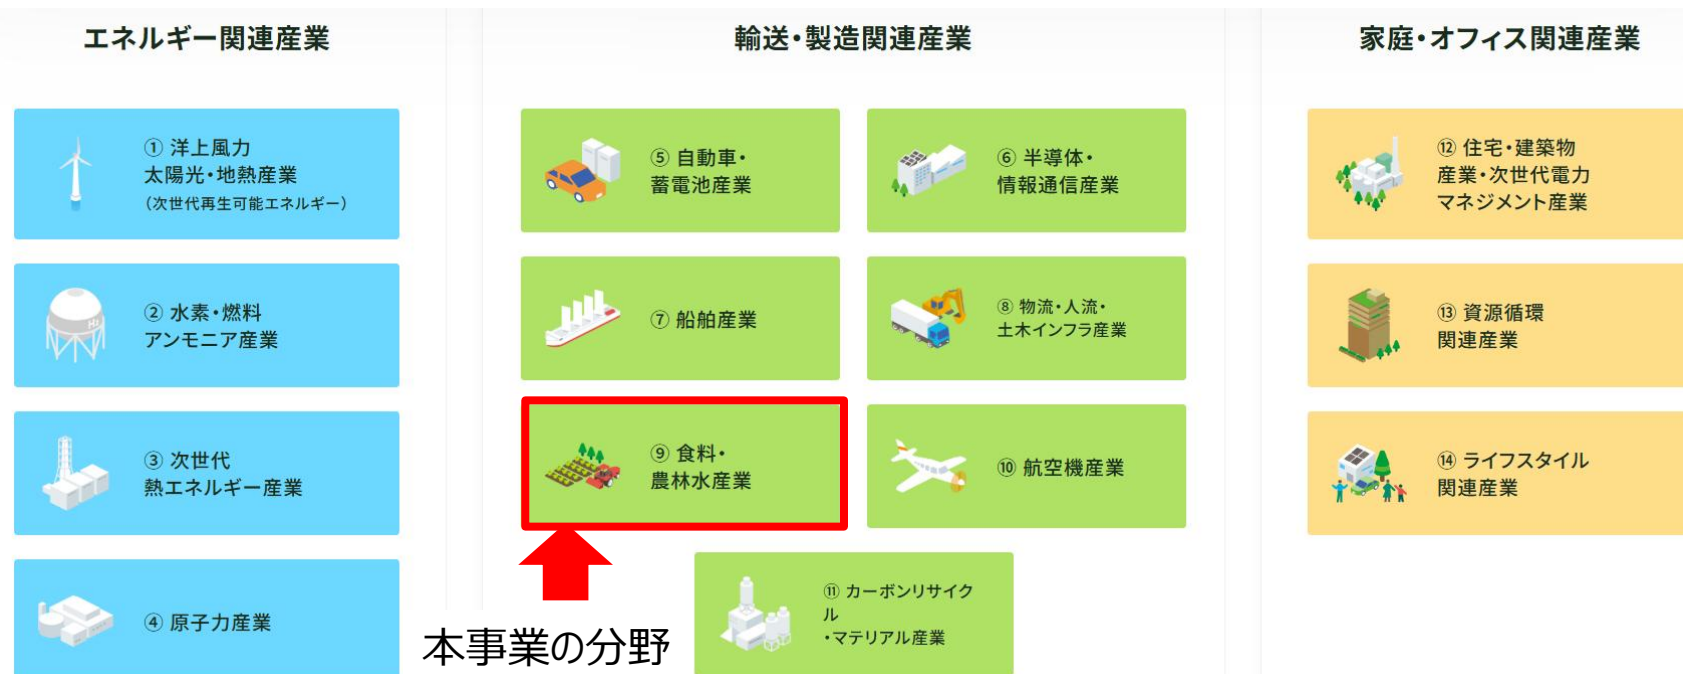 エネルギー関連産業
① 洋上風力
太陽光・地熱産業
（次世代再生可能エネルギー）
② 水素・燃料
アンモニア産業
H₂
③ 次世代
熱エネルギー産業
④ 原子力産業
輸送・製造関連産業
⑤ 自動車・
蓄電池産業
⑥ 半導体・
情報通信産業
⑦ 船舶産業
⑧ 物流・人流・
土木インフラ産業
⑨ 食料・
農林水産業
⑩ 航空機産業
本事業の分野
⑪ カーボンリサイク
ル
・マテリアル産業
家庭・オフィス関連産業
⑫ 住宅・建築物
産業・次世代電力
マネジメント産業
⑬ 資源循環
関連産業
⑭ ライフスタイル
関連産業